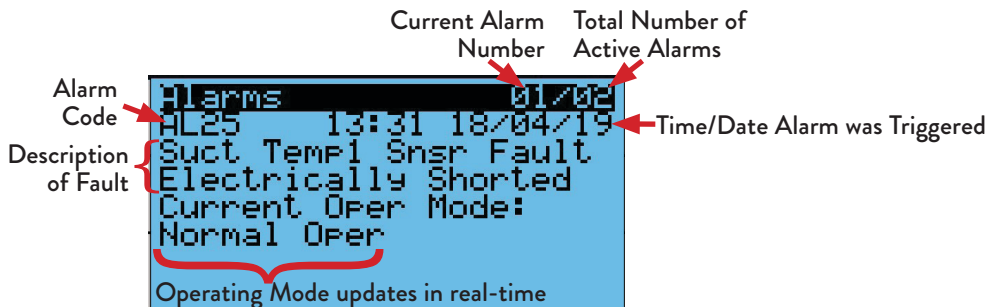 Current Alarm Number
Total Number of Active Alarms
Alarm Code
Description of Fault
Time/Date Alarm was Triggered
Alarms 01/02
AL25 13:31 18/04/19
Suct Temp1 Snsr Fault
Electrically Shorted
Current Oper Mode:
Normal Oper
Operating Mode updates in real-time